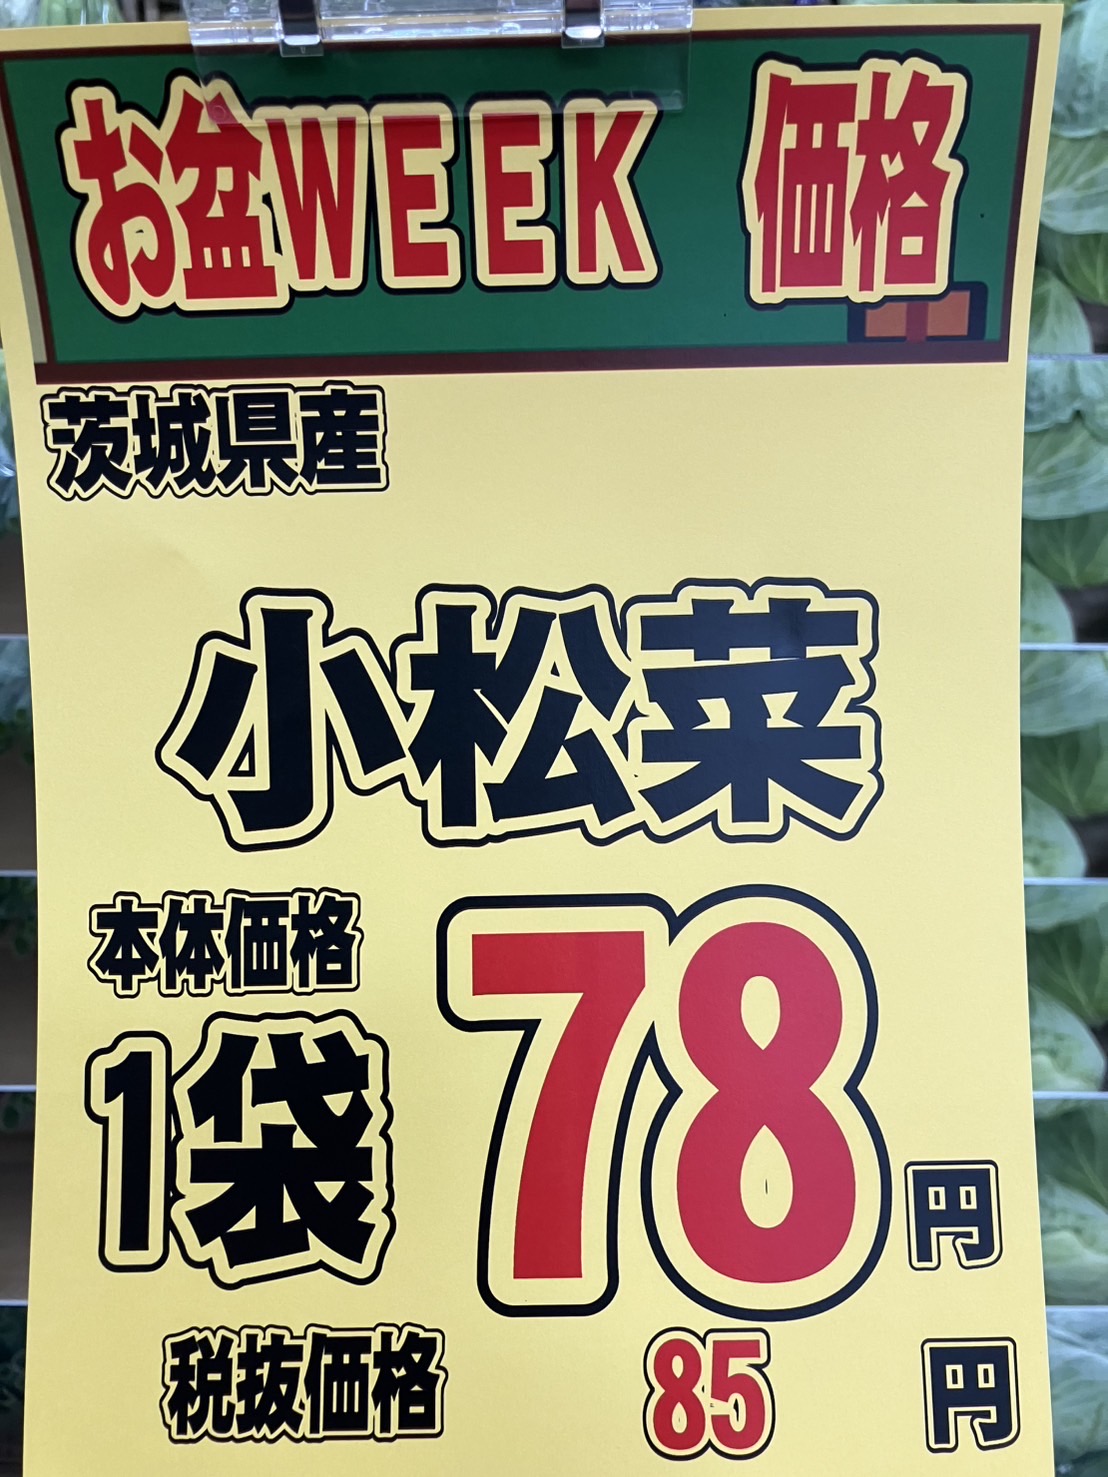 お盆WEEK 価格
茨城県産
小松菜
本体価格
1袋 78円
税抜価格 85円